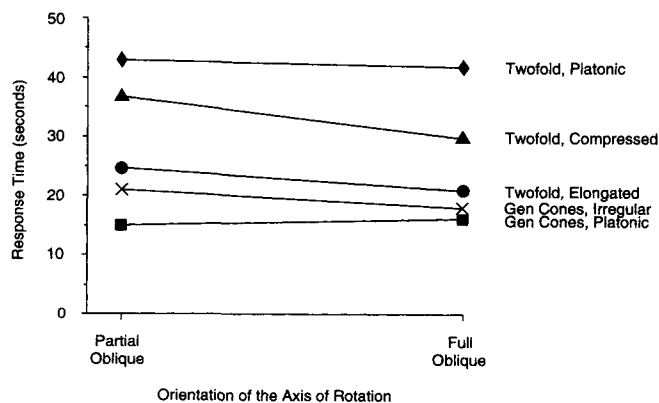 50
40
30
20
10
0
Response Time (seconds)
Twofold, Platonic
Twofold, Compressed
Twofold, Elongated
Gen Cones, Irregular
Gen Cones, Platonic
Partial
Oblique
Full
Oblique
Orientation of the Axis of Rotation